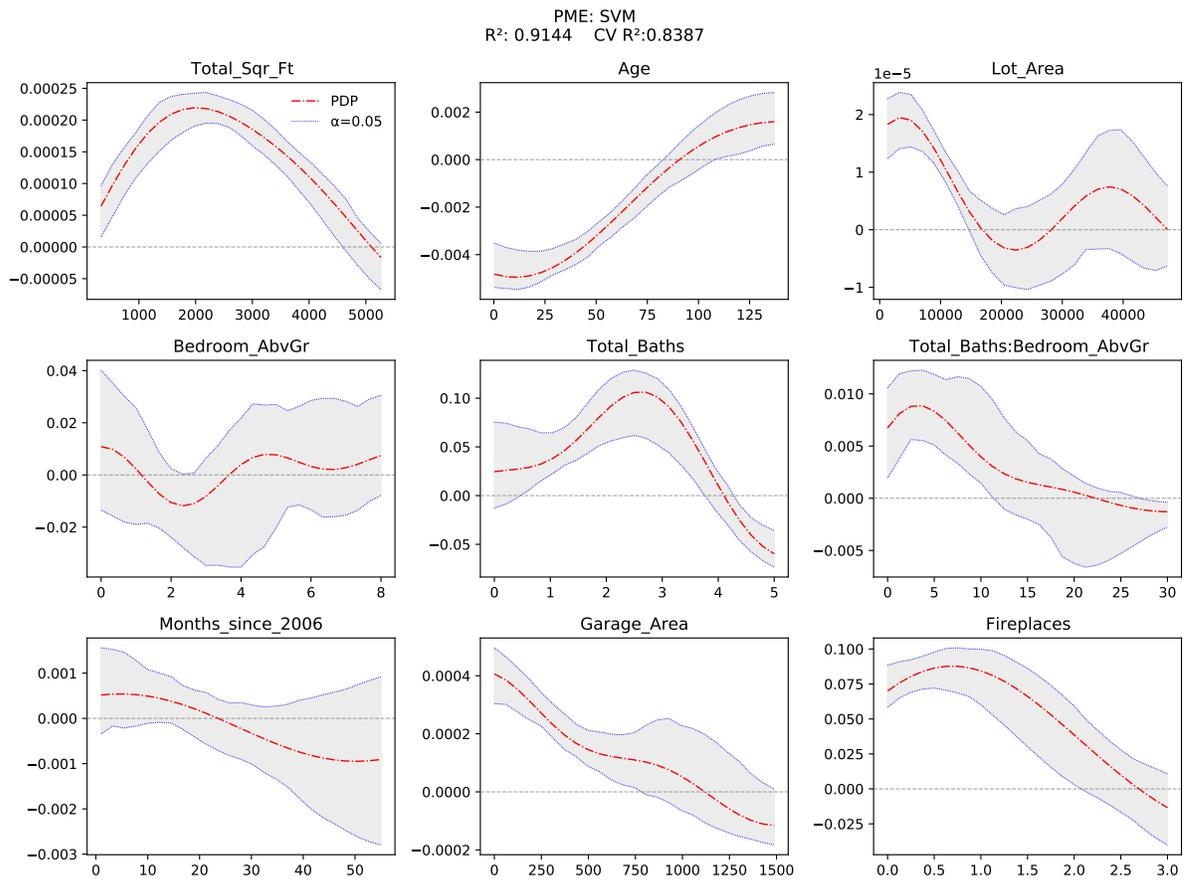 PME: SVM
R²: 0.9144 CV R²:0.8387
Total_Sqr_Ft
0.00025
0.00020
0.00015
0.00010
0.00005
0.00000
−0.00005
1000 2000 3000 4000 5000
PDP
α=0.05
Age
0.002
0.000
−0.002
−0.004
0 25 50 75 100 125
1e−5
Lot_Area
2
1
0
−1
0 10000 20000 30000 40000
Bedroom_AbvGr
0.04
0.02
0.00
−0.02
0 2 4 6 8
Total_Baths
0.10
0.05
0.00
−0.05
0 1 2 3 4 5
Total_Baths:Bedroom_AbvGr
0.010
0.005
0.000
−0.005
0 5 10 15 20 25 30
Months_since_2006
0.001
0.000
−0.001
−0.002
−0.003
0 10 20 30 40 50
Garage_Area
0.0004
0.0002
0.0000
−0.0002
0 250 500 750 1000 1250 1500
Fireplaces
0.100
0.075
0.050
0.025
0.000
−0.025
0.0 0.5 1.0 1.5 2.0 2.5 3.0